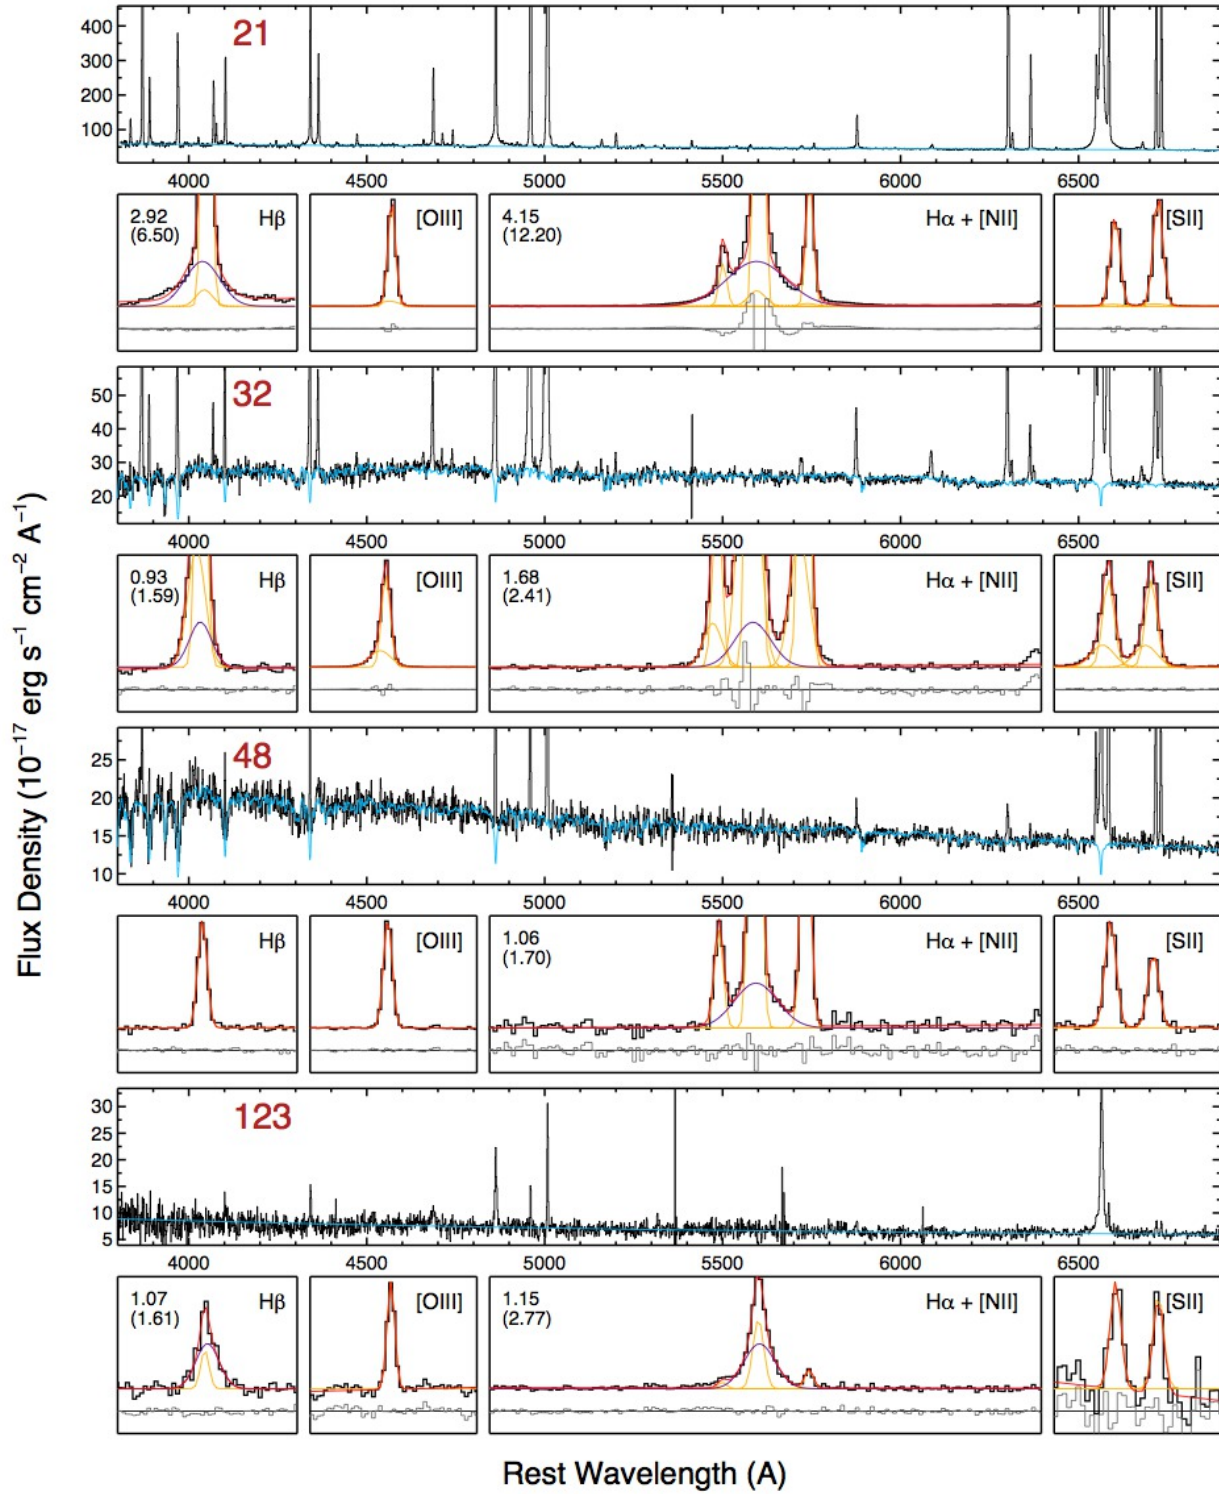 Flux Density (10⁻¹⁷ erg s⁻¹ cm⁻² A⁻¹)
21
400
300
200
100
4000 4500 5000 5500 6000 6500
2.92 Hβ [OIII] 4.15 Hα + [NII] [SII]
(6.50) (12.20)
32
50
40
30
20
4000 4500 5000 5500 6000 6500
0.93 Hβ [OIII] 1.68 Hα + [NII] [SII]
(1.59) (2.41)
48
25
20
15
10
4000 4500 5000 5500 6000 6500
Hβ [OIII] 1.06 Hα + [NII] [SII]
(1.70)
123
30
25
20
15
10
5
4000 4500 5000 5500 6000 6500
1.07 Hβ [OIII] 1.15 Hα + [NII] [SII]
(1.61) (2.77)
Rest Wavelength (A)